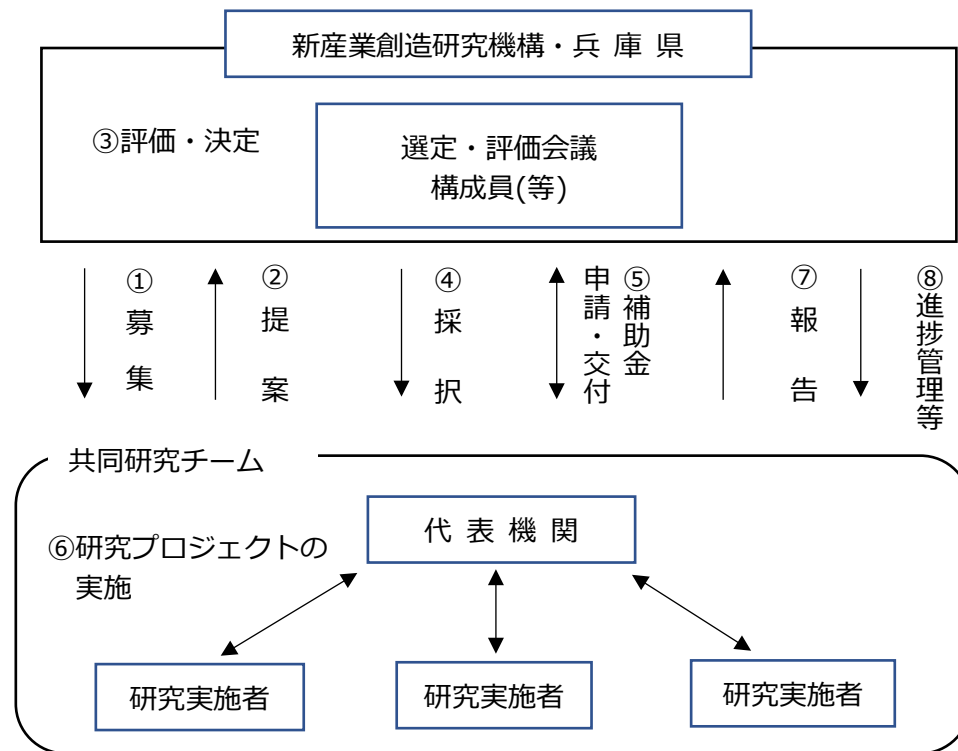 新産業創造研究機構・兵 庫 県
③評価・決定
選定・評価会議
構成員(等)
①募集
②提案
④採択
⑤補助金
申請・交付
⑦報告
⑧進捗管理等
共同研究チーム
代 表 機 関
⑥研究プロジェクトの
実施
研究実施者
研究実施者
研究実施者